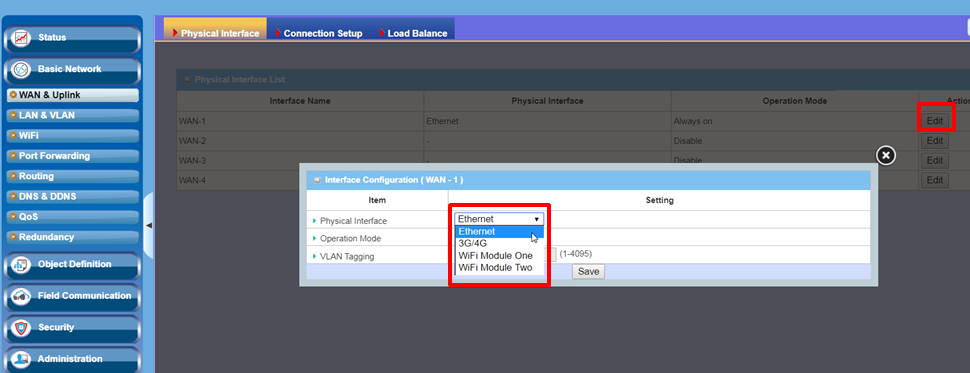 Status
Basic Network
WAN & Uplink
LAN & VLAN
WiFi
Port Forwarding
Routing
DNS & DDNS
QoS
Redundancy
Object Definition
Field Communication
Security
Administration
Physical Interface Connection Setup Load Balance
Physical Interface List
Interface Name Physical Interface Operation Mode Action
WAN-1 Ethernet Always on Edit
WAN-2 - Disable Edit
WAN-3 - Disable Edit
WAN-4 Edit
Interface Configuration ( WAN - 1 )
Item Setting
Physical Interface Ethernet
Operation Mode
VLAN Tagging (1-4095)
Ethernet
3G/4G
WiFi Module One
WiFi Module Two
Save